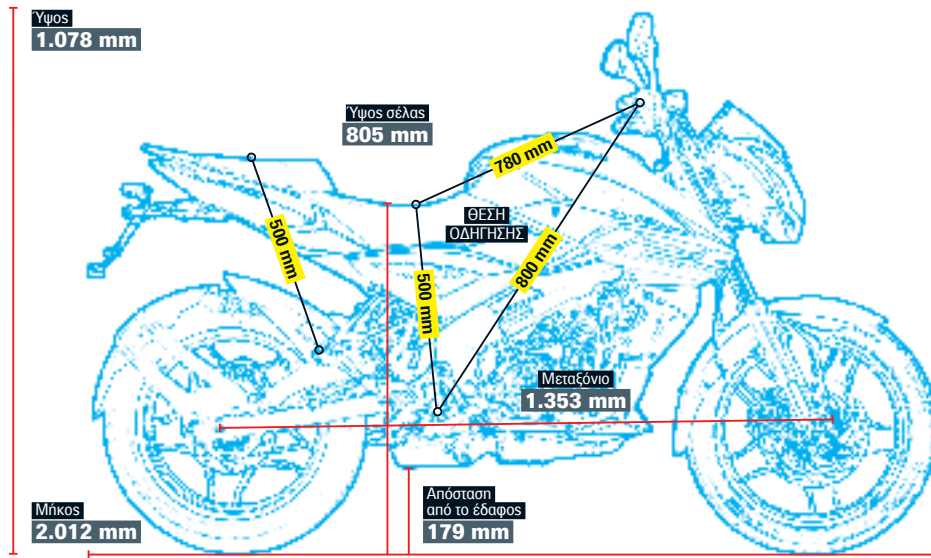 Ύψος
1.078 mm
Ύψος σέλας
805 mm
780 mm
ΘΕΣΗ
ΟΔΗΓΗΣΗΣ
500 mm
500 mm
800 mm
Μεταξόνιο
1.353 mm
Μήκος
2.012 mm
Απόσταση
από το έδαφος
179 mm